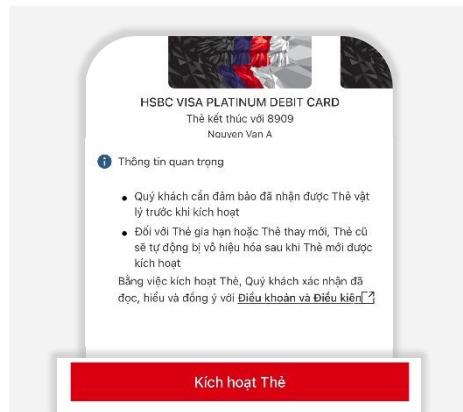 HSBC VISA PLATINUM DEBIT CARD
Thẻ kết thúc với 8909
Nguyen Van A
Thông tin quan trọng
• Quý khách cần đảm bảo đã nhận được Thẻ vật
lý trước khi kích hoạt
• Đối với Thẻ gia hạn hoặc Thẻ thay mới, Thẻ cũ
sẽ tự động bị vô hiệu hóa sau khi Thẻ mới được
kích hoạt
Bằng việc kích hoạt Thẻ, Quý khách xác nhận đã
đọc, hiểu và đồng ý với Điều khoản và Điều kiện
Kích hoạt Thẻ